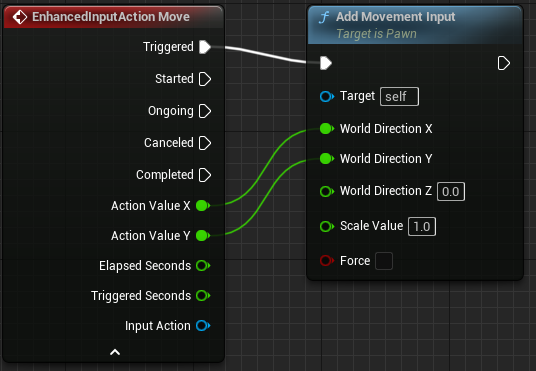 EnhancedInputAction Move
Triggered
Started
Ongoing
Canceled
Completed
Action Value X
Action Value Y
Elapsed Seconds
Triggered Seconds
Input Action
Add Movement Input
Target is Pawn
Target self
World Direction X
World Direction Y
World Direction Z 0.0
Scale Value 1.0
Force